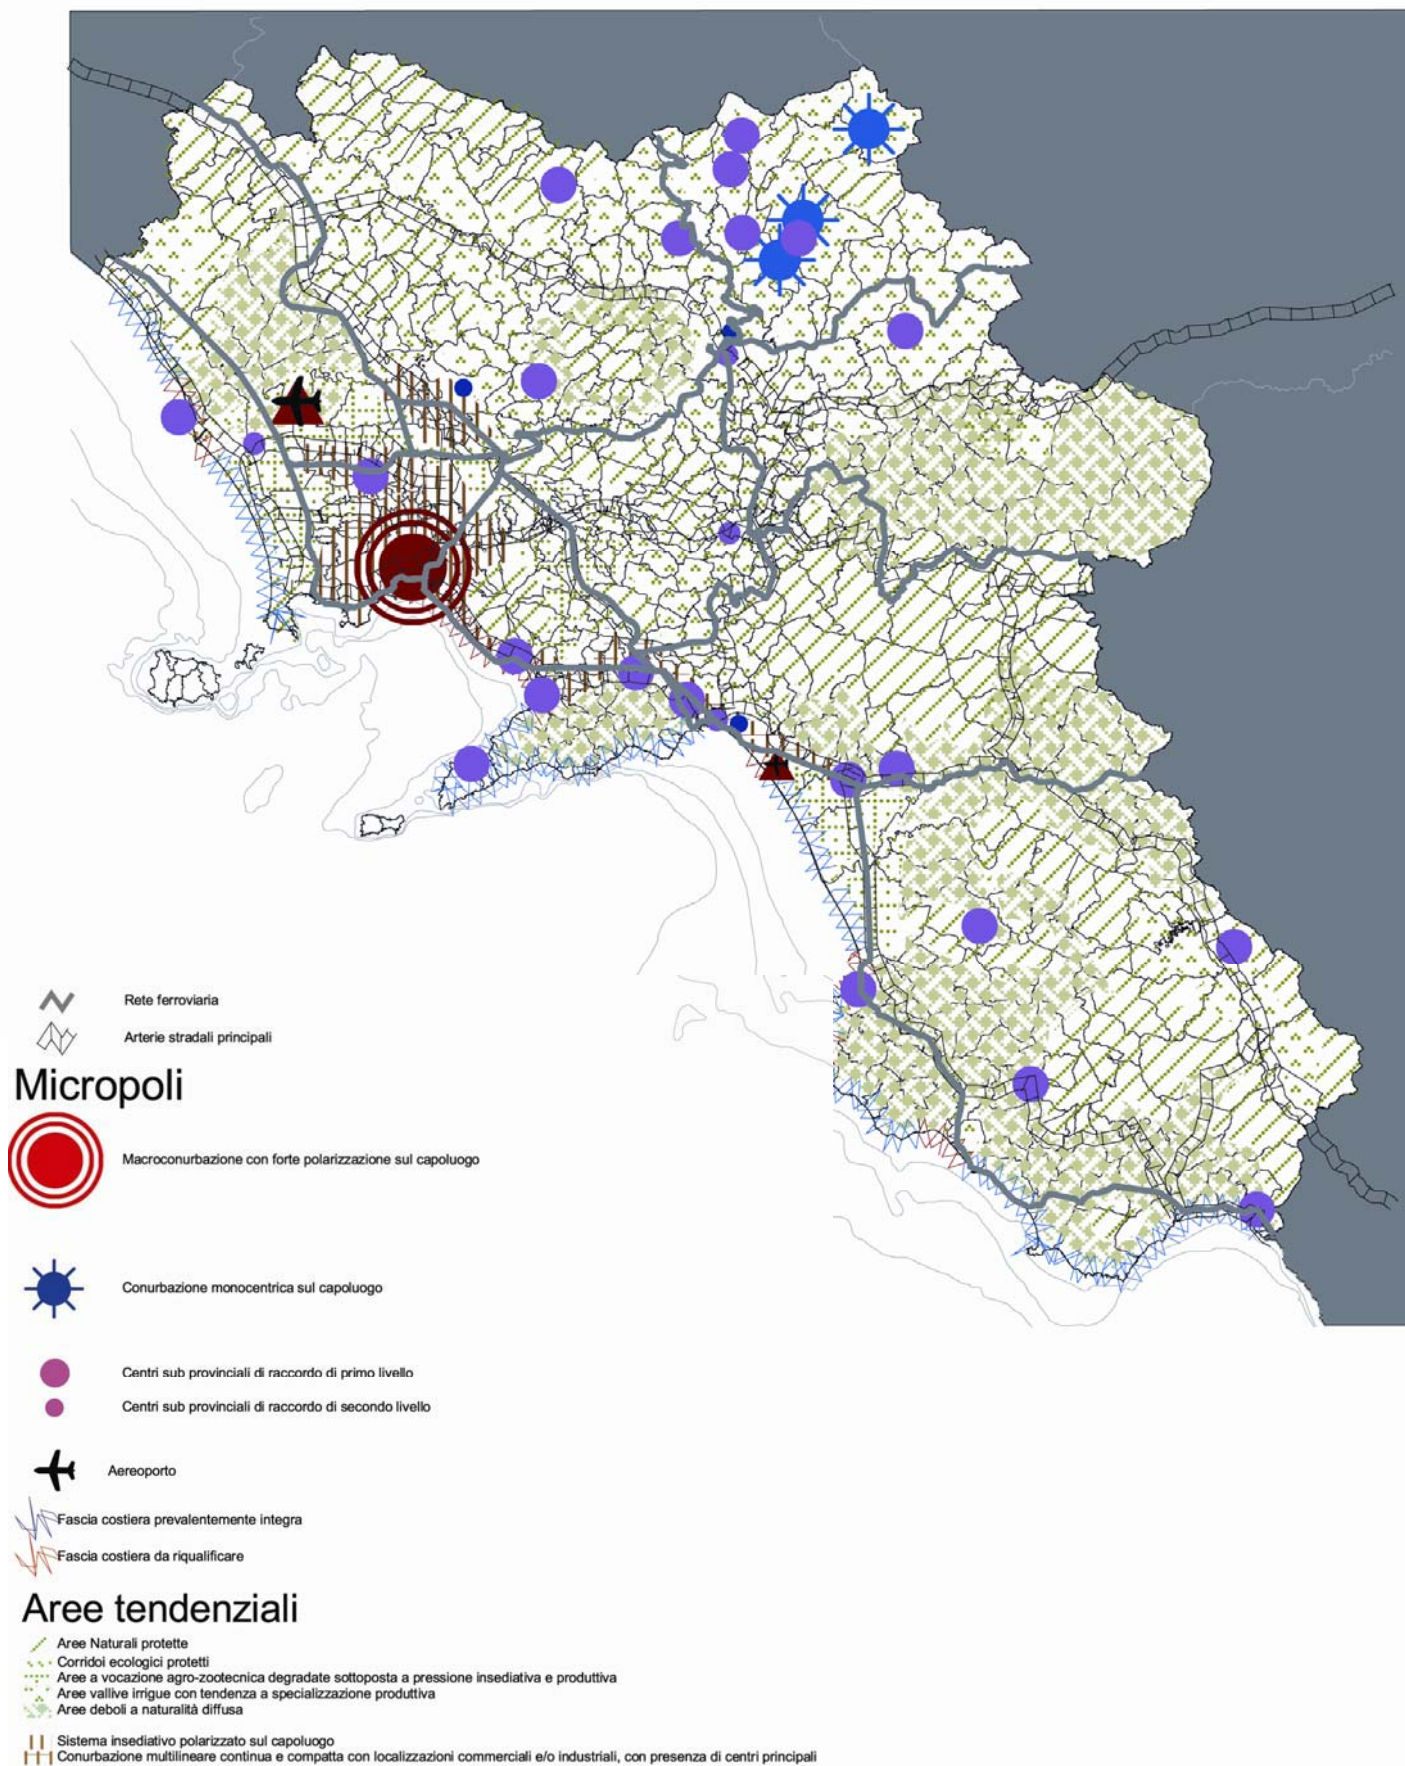 Rete ferroviaria
Arterie stradali principali
Micropoli
Macroconurbazione con forte polarizzazione sul capoluogo
Conurbazione monocentrica sul capoluogo
Centri sub provinciali di raccordo di primo livello
Centri sub provinciali di raccordo di secondo livello
Aereoporto
Fascia costiera prevalentemente integra
Fascia costiera da riqualificare
Aree tendenziali
Aree Naturali protette
Corridoi ecologici protetti
Aree a vocazione agro-zootecnica degradate sottoposta a pressione insediativa e produttiva
Aree vallive irrigue con tendenza a specializzazione produttiva
Aree deboli a naturalità diffusa
Sistema insediativo polarizzato sul capoluogo
Conurbazione multilineare continua e compatta con localizzazioni commerciali e/o industriali, con presenza di centri principali